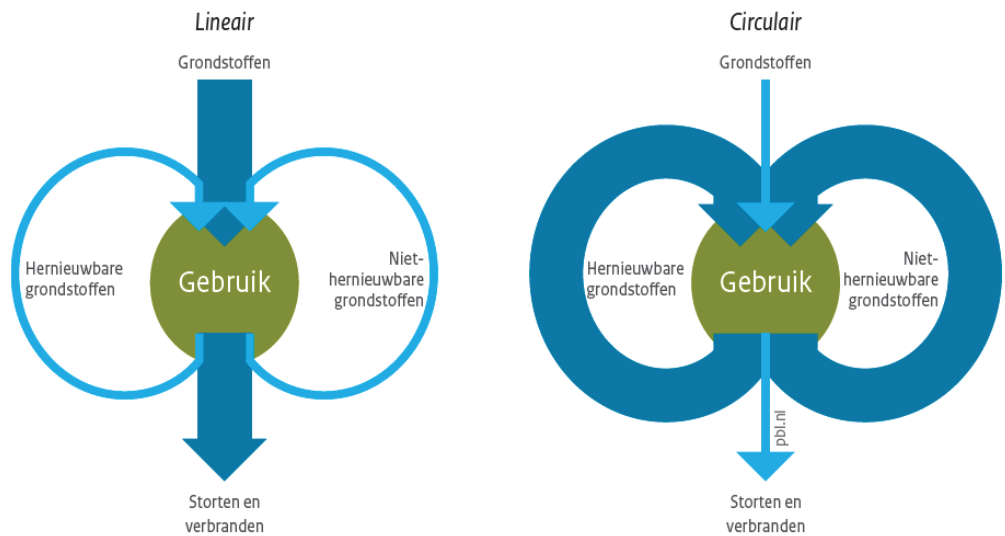 Lineair
Grondstoffen
Hernieuwbare
grondstoffen
Gebruik
Niet-
hernieuwbare
grondstoffen
Storten en
verbranden
Circulair
Grondstoffen
Hernieuwbare
grondstoffen
Gebruik
Niet-
hernieuwbare
grondstoffen
pbl.nl
Storten en
verbranden